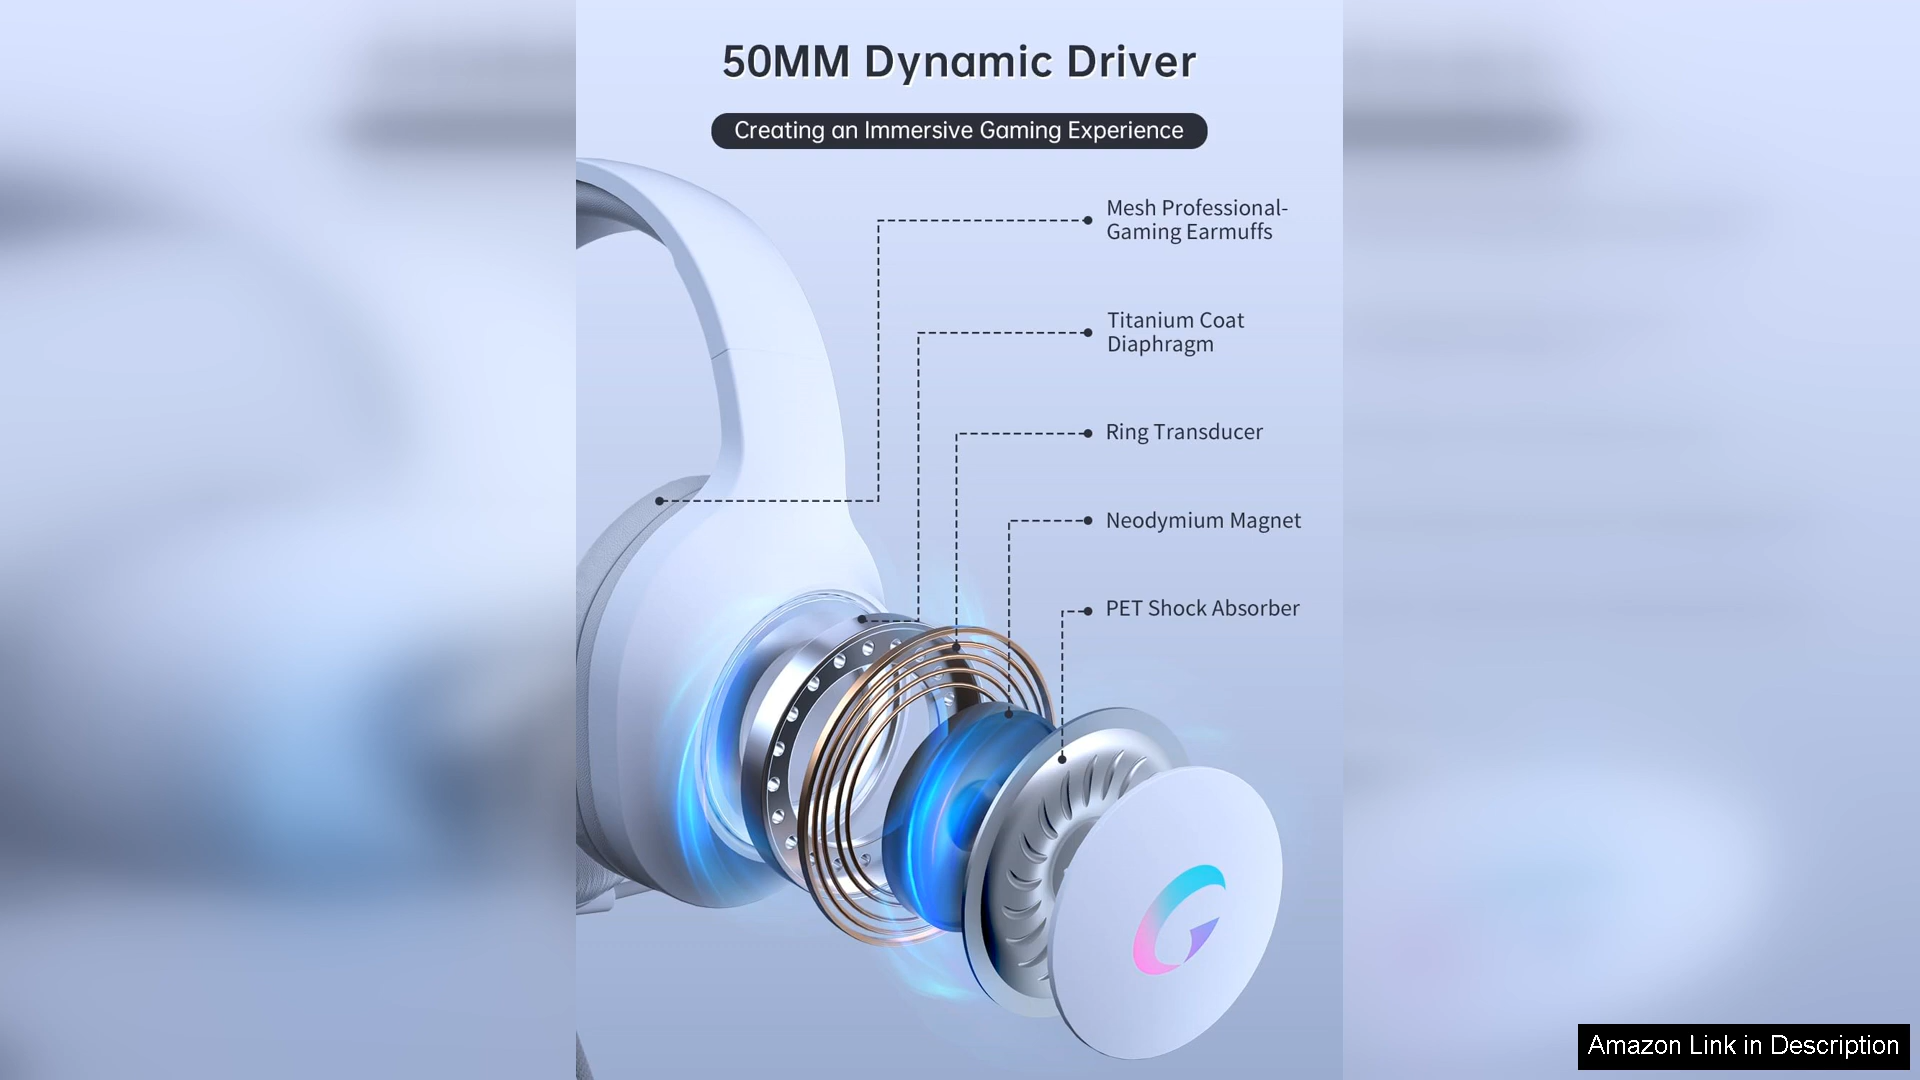 50MM Dynamic Driver
Creating an Immersive Gaming Experience
Mesh Professional-
Gaming Earmuffs
Titanium Coat
Diaphragm
Ring Transducer
Neodymium Magnet
PET Shock Absorber
Amazon Link in Description